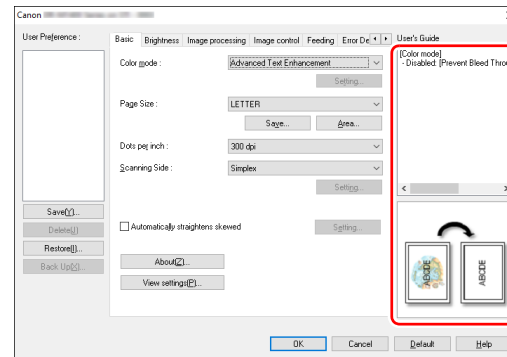 Canon
User Preference :
Basic
Brightness
Image processing
Image control
Feeding
Error De
User's Guide
Color mode :
Advanced Text Enhancement
Setting...
[Color mode]
- Disabled: [Prevent Bleed Throu
Page Size :
LETTER
Save...
Area...
Dots per inch :
300 dpi
Scanning Side :
Simplex
Setting...
Save(Y)...
Delete(J)
Restore(I)...
Back Up(X)...
Automatically straightens skewed
Setting...
About(Z)...
View settings(P)...
ABCDE
ABCDE
OK
Cancel
Default
Help